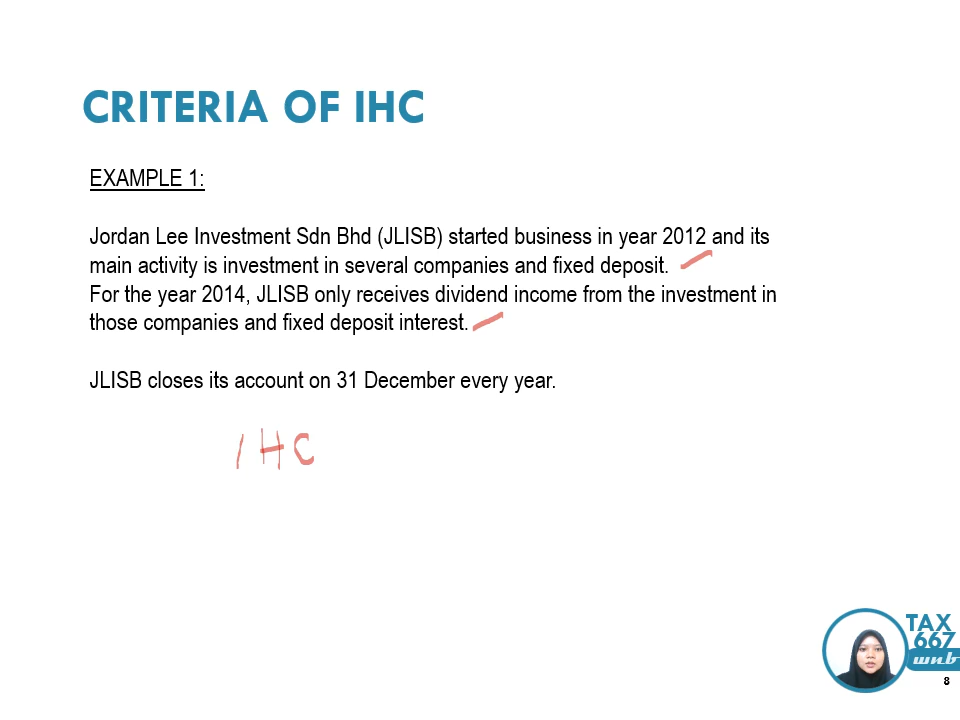 CRITERIA OF IHC
EXAMPLE 1:
Jordan Lee Investment Sdn Bhd (JLISB) started business in year 2012 and its
main activity is investment in several companies and fixed deposit.
For the year 2014, JLISB only receives dividend income from the investment in
those companies and fixed deposit interest.
JLISB closes its account on 31 December every year.
IHC
TAX
667
wnb
8